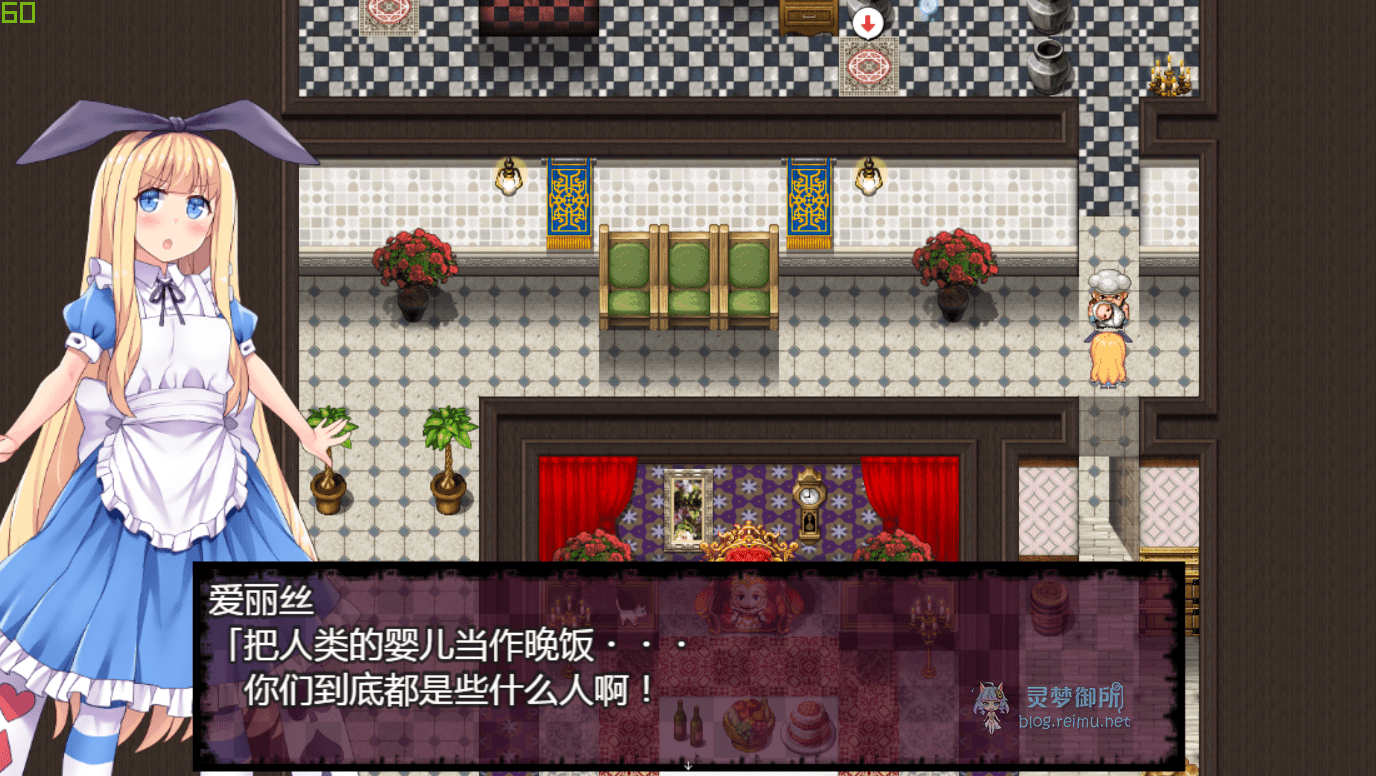 60
爱丽丝
「把人类的婴儿当作晚饭・・・
你们到底都是些什么人啊！
灵梦御所
blog.reimu.net